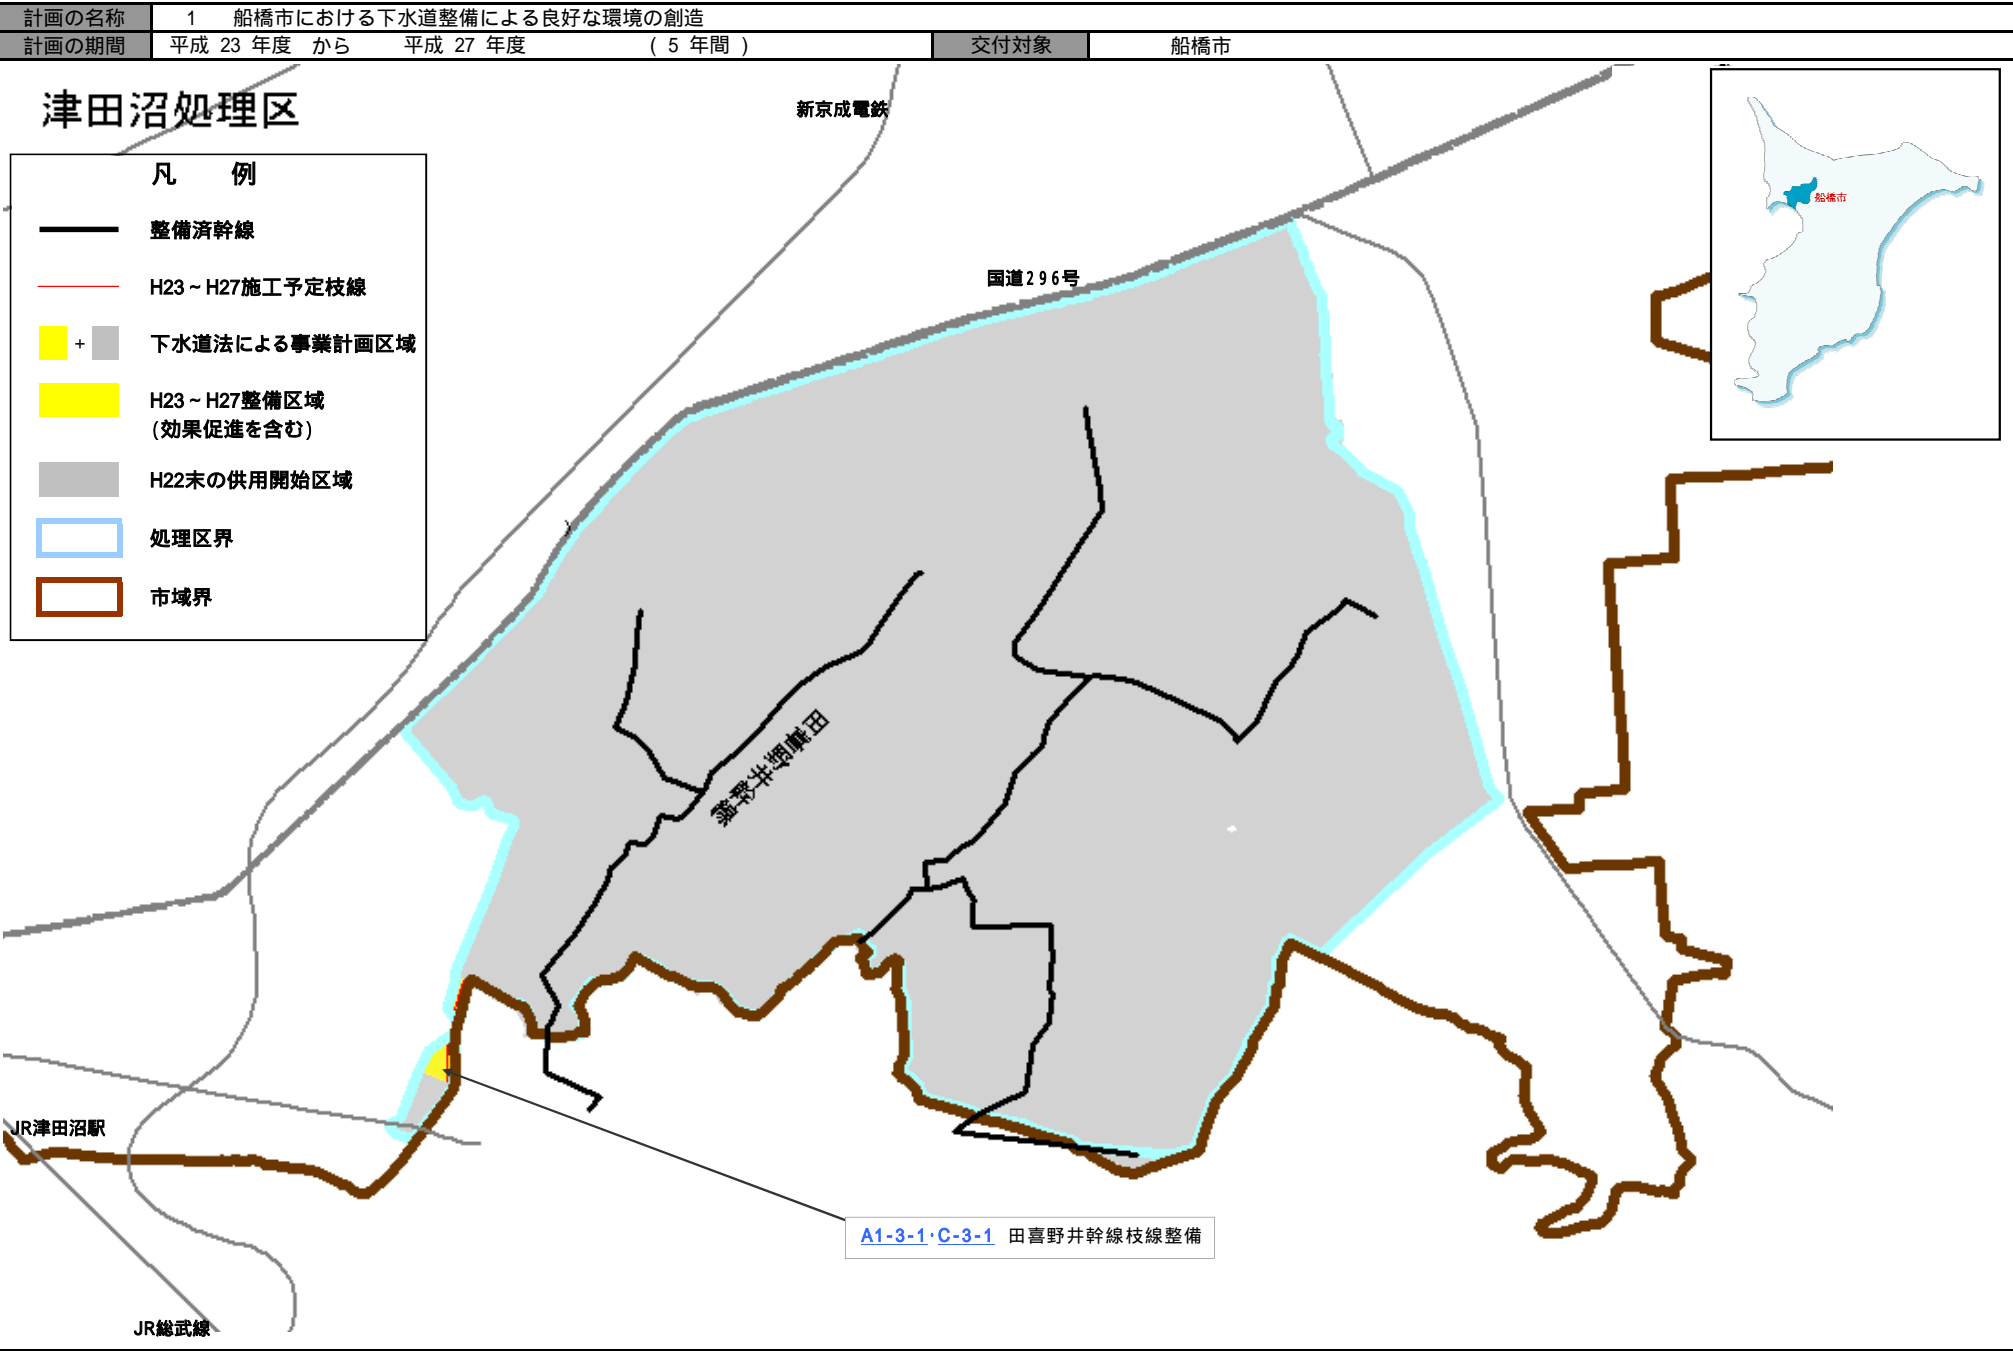 計画の名称 1 船橋市における下水道整備による良好な環境の創造
計画の期間 平成 23 年度 から 平成 27 年度 ( 5 年間 ) 交付対象 船橋市
津田沼処理区
新京成電鉄
船橋市
凡 例
整備済幹線
H23～H27施工予定枝線
+ 下水道法による事業計画区域
H23～H27整備区域
(効果促進を含む)
H22末の供用開始区域
処理区界
市域界
国道296号
田喜野井幹線
JR津田沼駅
A1-3-1・C-3-1 田喜野井幹線枝線整備
JR総武線